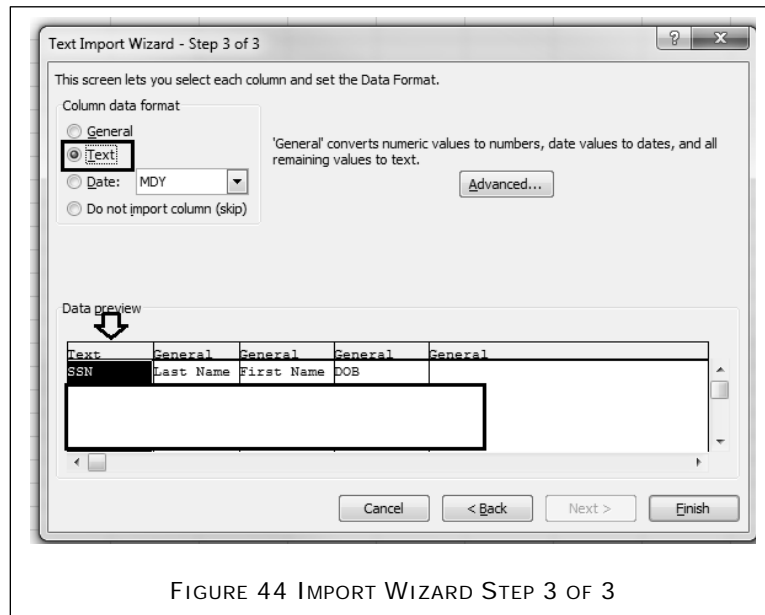 Text Import Wizard - Step 3 of 3
This screen lets you select each column and set the Data Format.
Column data format
General
Text
Date: MDY
Do not import column (skip)
'General' converts numeric values to numbers, date values to dates, and all
remaining values to text.
Advanced...
Data preview
Text General General General General
SSN Last Name First Name DOB
Cancel < Back Next > Finish
FIGURE 44 IMPORT WIZARD STEP 3 OF 3